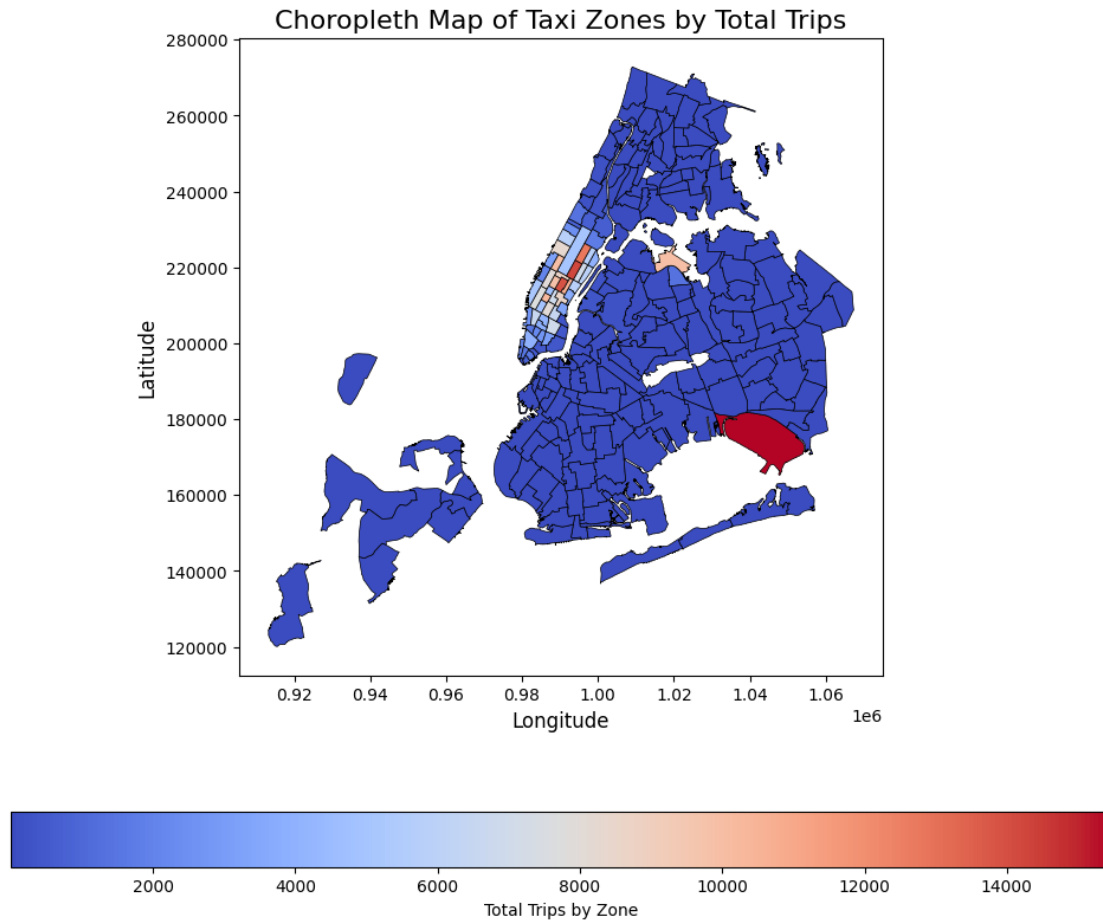 Choropleth Map of Taxi Zones by Total Trips
280000
260000
240000
220000
200000
180000
160000
140000
120000
Latitude
0.92 0.94 0.96 0.98 1.00 1.02 1.04 1.06
1e6
Longitude
2000 4000 6000 8000 10000 12000 14000
Total Trips by Zone